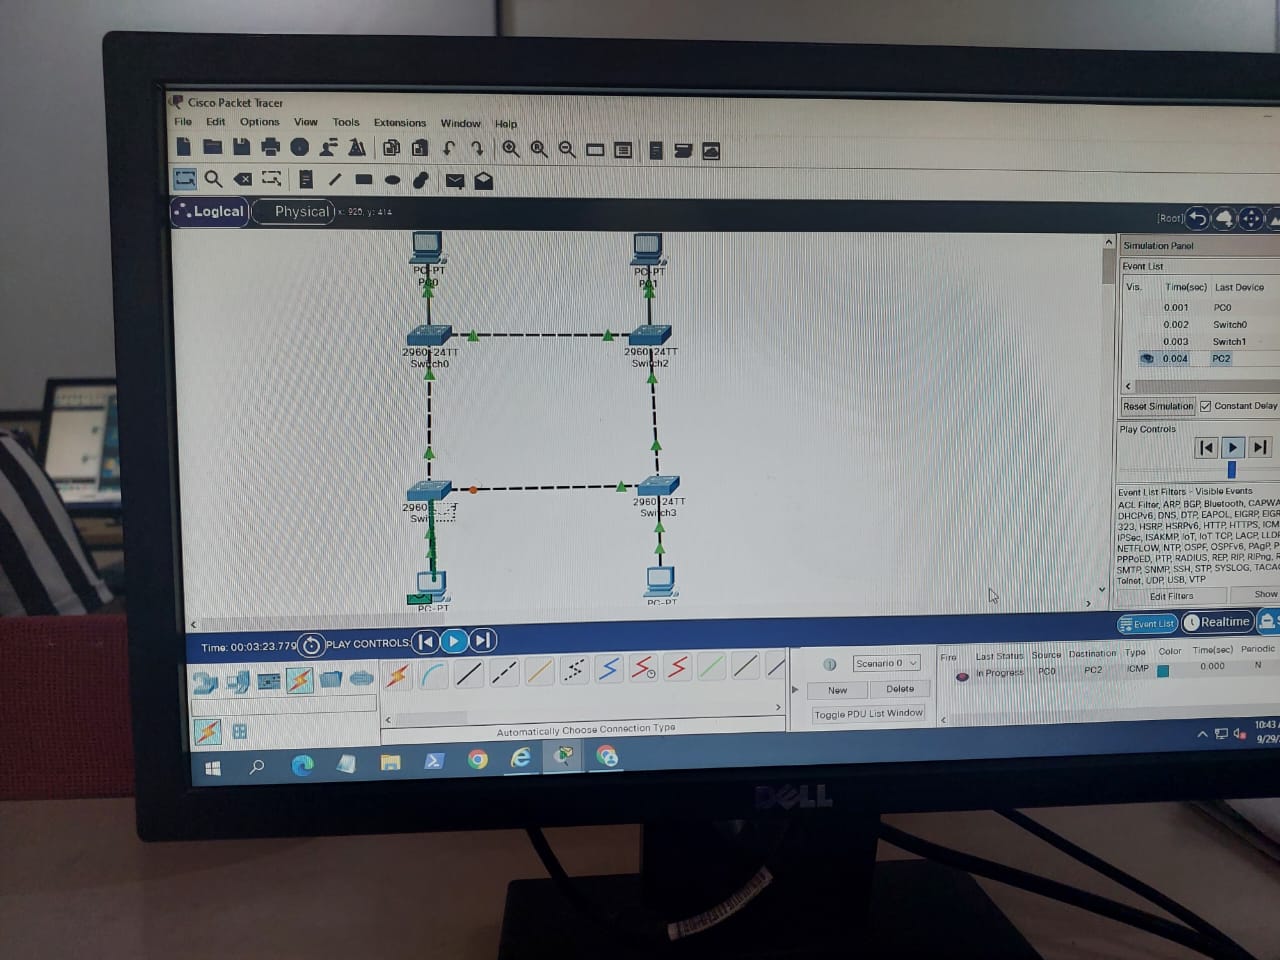 Cisco Packet Tracer
File Edit Options View Tools Extensions Window Help
Logical Physical x: 920, y: 414
[Root]
PC-PT
PC0
PC-PT
PC1
2960-24TT
Switch0
2960-24TT
Switch2
2960
Swit
2960-24TT
Switch3
PC-PT
PC-PT
Simulation Panel
Event List
Vis. Time(sec) Last Device
0.001 PC0
0.002 Switch0
0.003 Switch1
0.004 PC2
Reset Simulation Constant Delay
Play Controls
Event List Filters - Visible Events
ACL Filter, ARP, BGP, Bluetooth, CAPWA
DHCPv6, DNS, DTP, EAPOL, EIGRP, EIGR
323, HSRP, HSRPv6, HTTP, HTTPS, ICM
IPSec, ISAKMP, IoT, IoT TCP, LACP, LLD
NETFLOW, NTP, OSPF, OSPFv6, PAgP, P
PPPoED, PTP, RADIUS, REP, RIP, RIPng, R
SMTP, SNMP, SSH, STP, SYSLOG, TACA
Telnet, UDP, USB, VTP
Edit Filters Show
Time: 00:03:23.779 PLAY CONTROLS:
Event List Realtime
Scenario 0
New Delete
Toggle PDU List Window
Fire Last Status Source Destination Type Color Time(sec) Periodic
In Progress PC0 PC2 ICMP 0.000 N
Automatically Choose Connection Type
10:43
9/29/
DELL